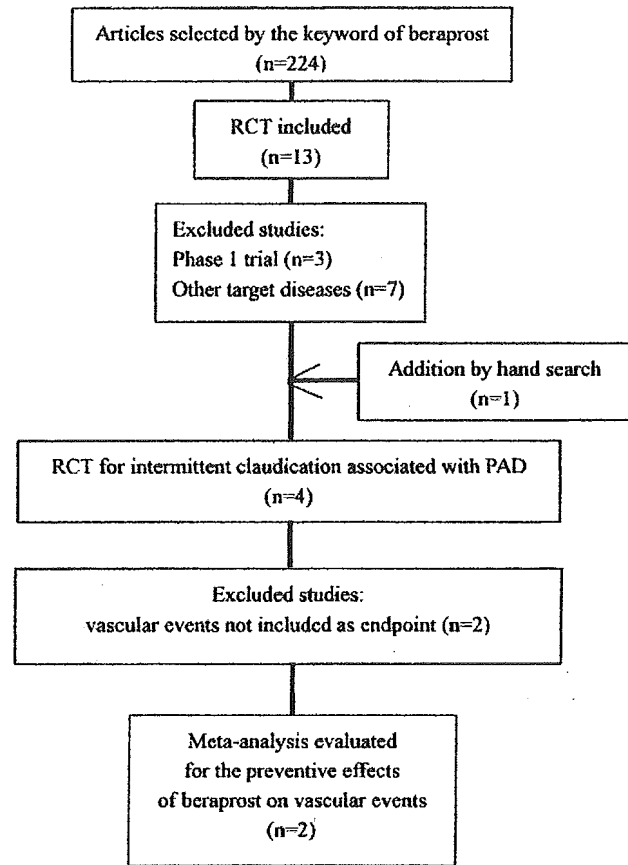 Articles selected by the keyword of beraprost
(n=224)
RCT included
(n=13)
Excluded studies:
Phase 1 trial (n=3)
Other target diseases (n=7)
Addition by hand search
(n=1)
RCT for intermittent claudication associated with PAD
(n=4)
Excluded studies:
vascular events not included as endpoint (n=2)
Meta-analysis evaluated
for the preventive effects
of beraprost on vascular events
(n=2)